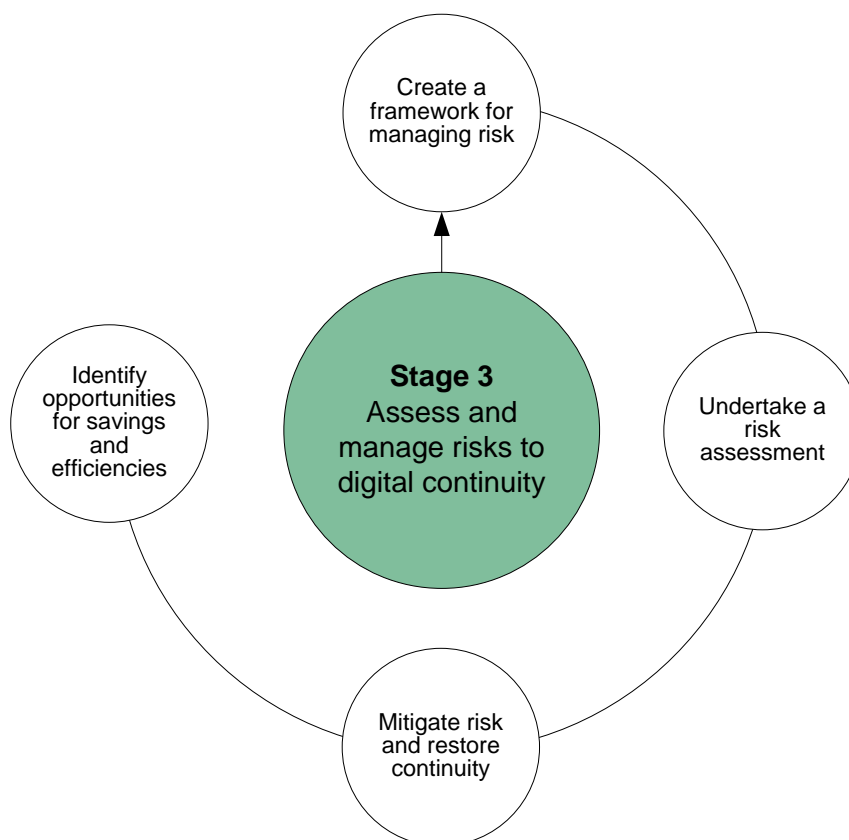 Create a
framework for
managing risk
Stage 3
Assess and
manage risks to
digital continuity
Undertake a
risk
assessment
Mitigate risk
and restore
continuity
Identify
opportunities
for savings
and
efficiencies